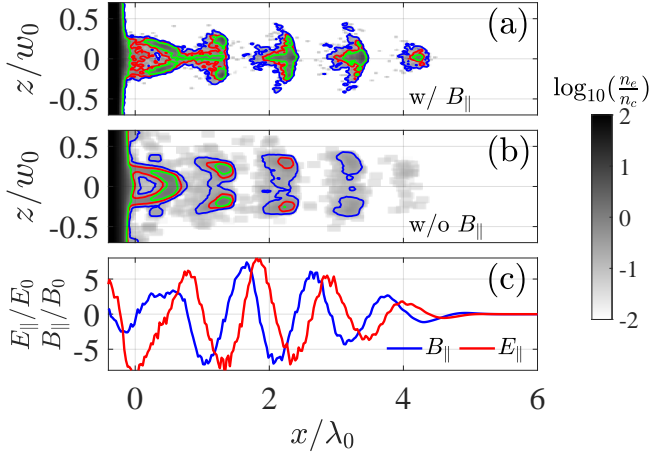 (a)
z/w₀
0.5
0
-0.5
w/ B∥
log₁₀(nₑ/n_c)
2
1
0
-1
-2
(b)
z/w₀
0.5
0
-0.5
w/o B∥
(c)
E∥/E₀
B∥/B₀
5
0
-5
B∥ E∥
0 2 4 6
x/λ₀